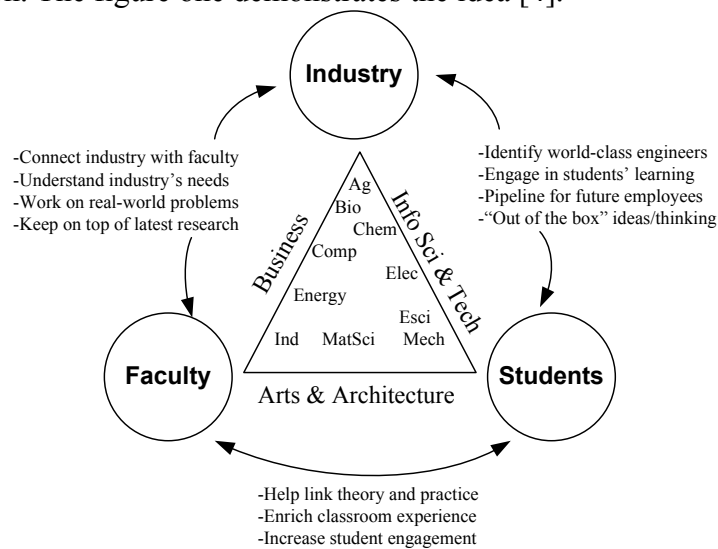 n. The figure one demonstrates the idea [4].
Industry
-Connect industry with faculty
-Understand industry's needs
-Work on real-world problems
-Keep on top of latest research
-Identify world-class engineers
-Engage in students' learning
-Pipeline for future employees
-“Out of the box” ideas/thinking
Business
Info Sci & Tech
Ag
Bio
Chem
Comp
Elec
Energy
Esci
Ind MatSci Mech
Faculty
Students
Arts & Architecture
-Help link theory and practice
-Enrich classroom experience
-Increase student engagement